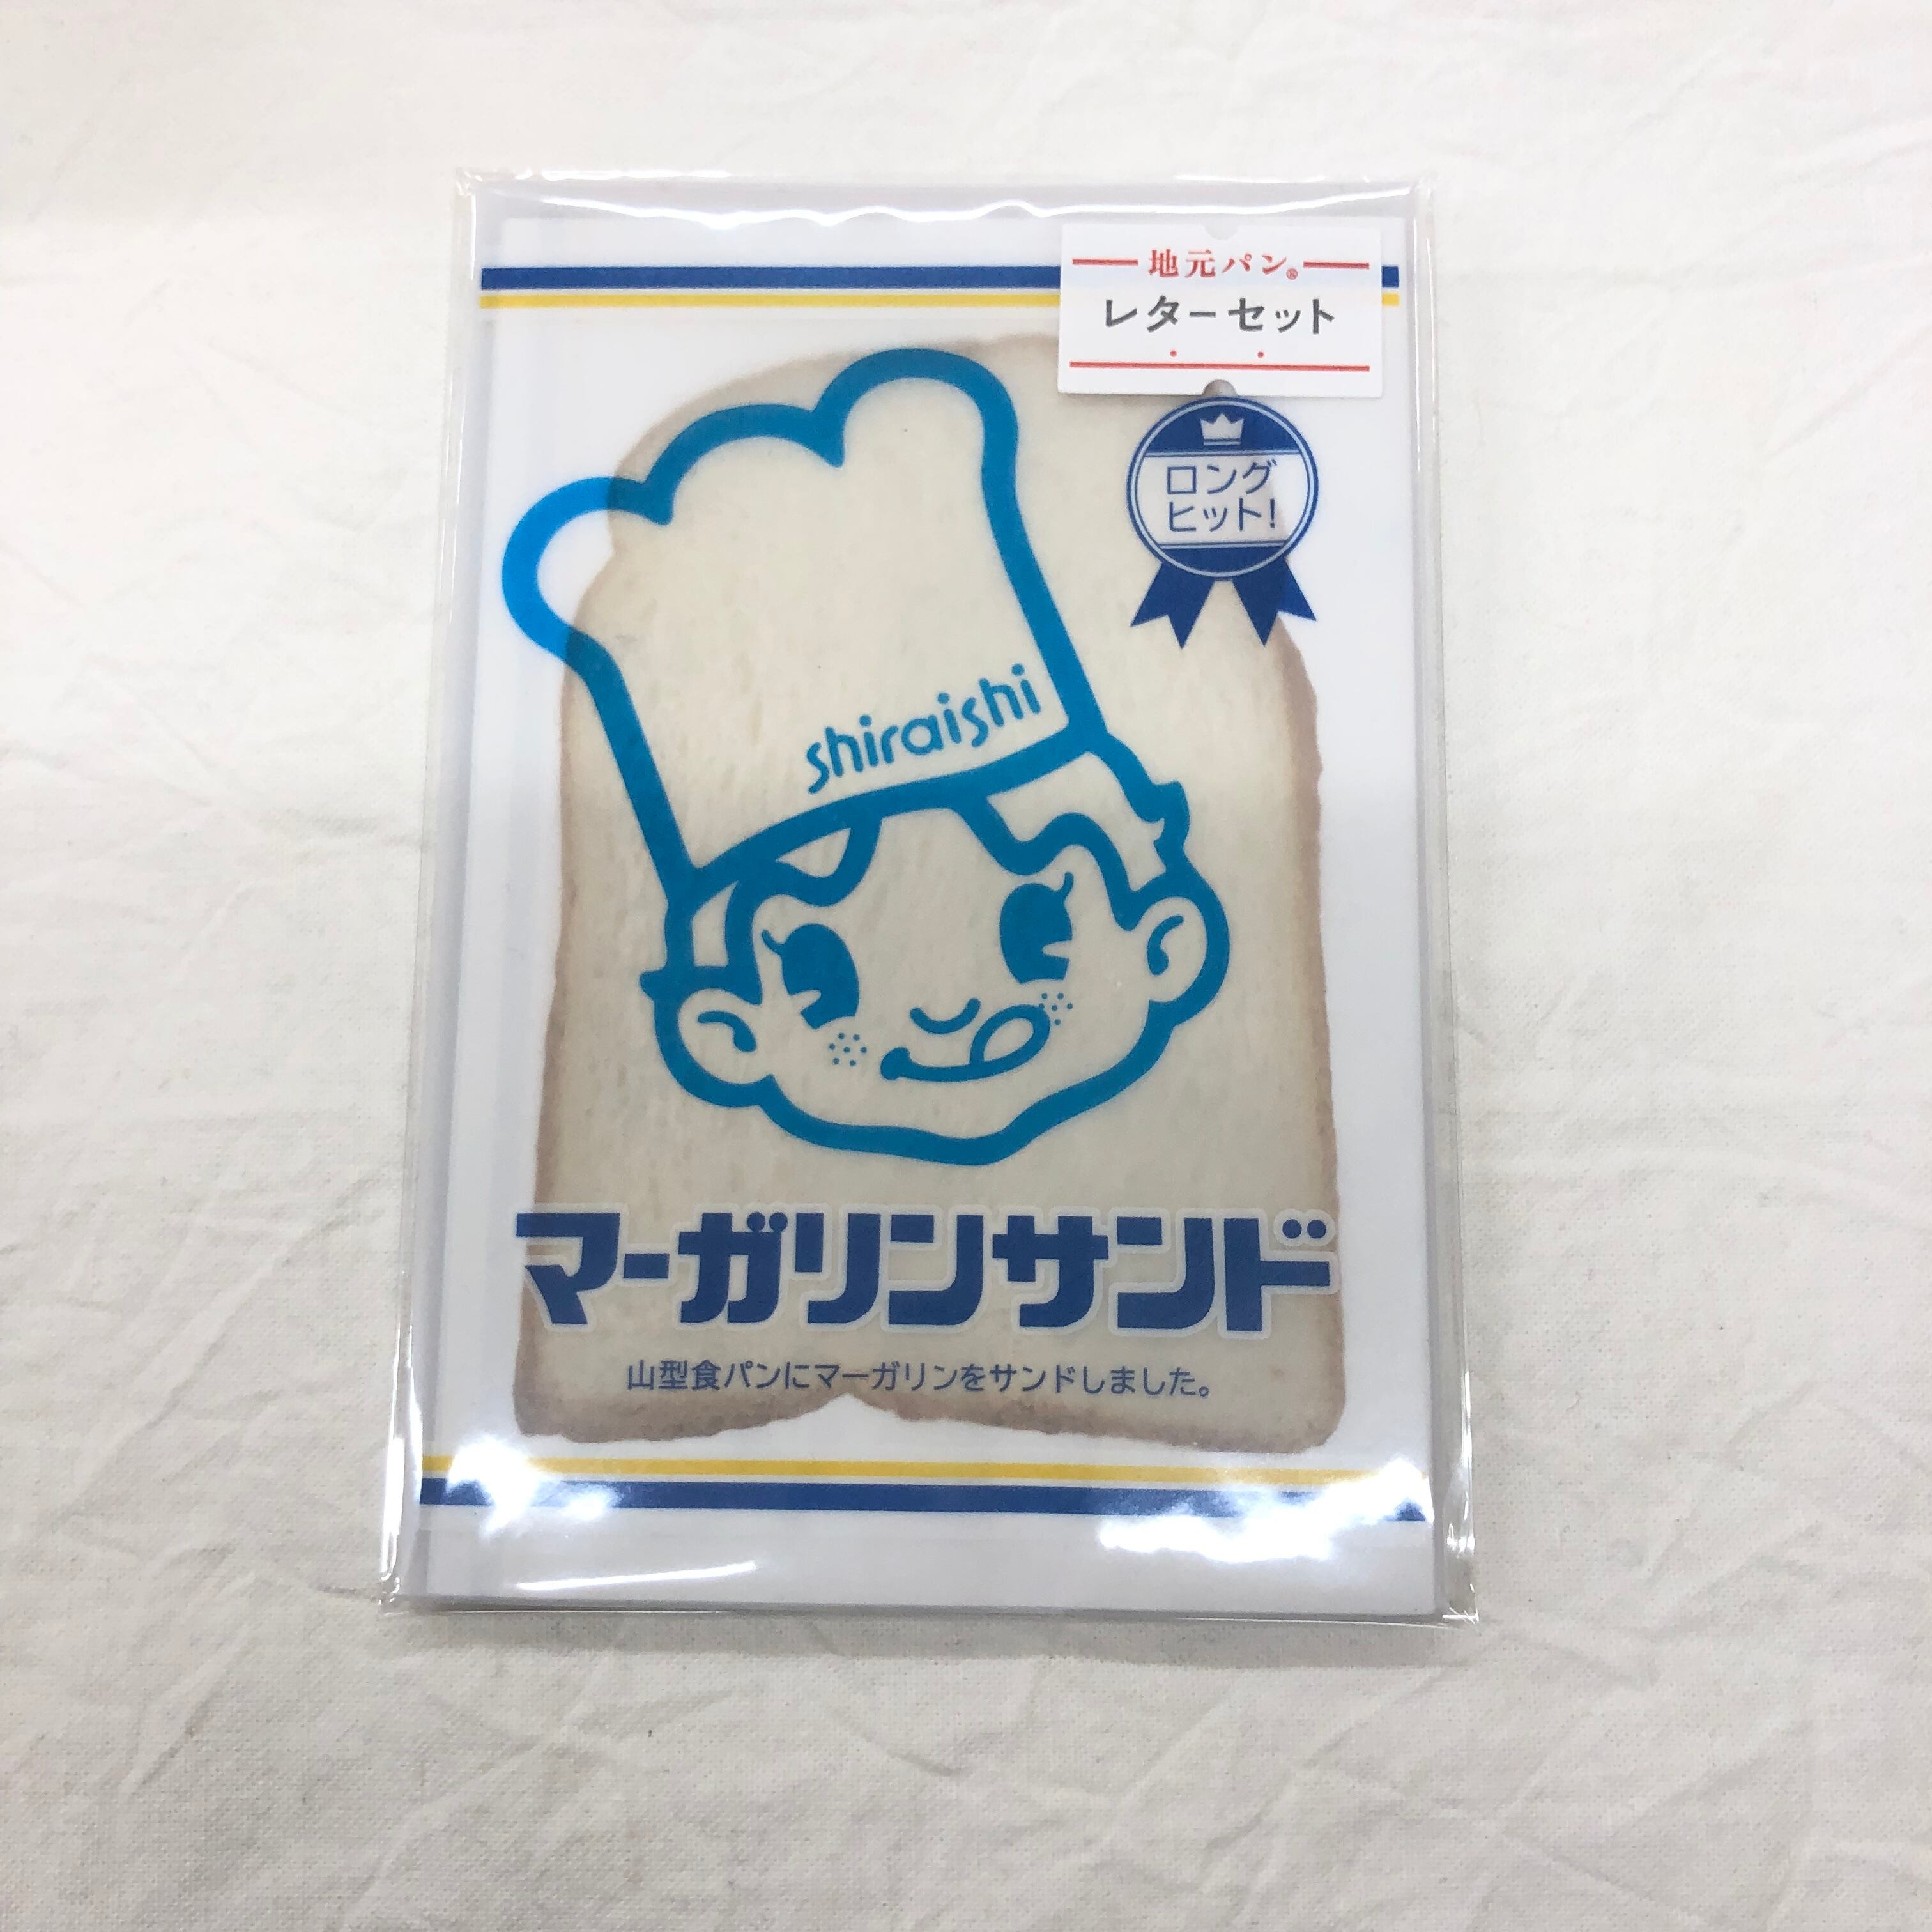 地元パン®
レターセット
ロング
ヒット!
shiraishi
マーガリンサンド
山型食パンにマーガリンをサンドしました。